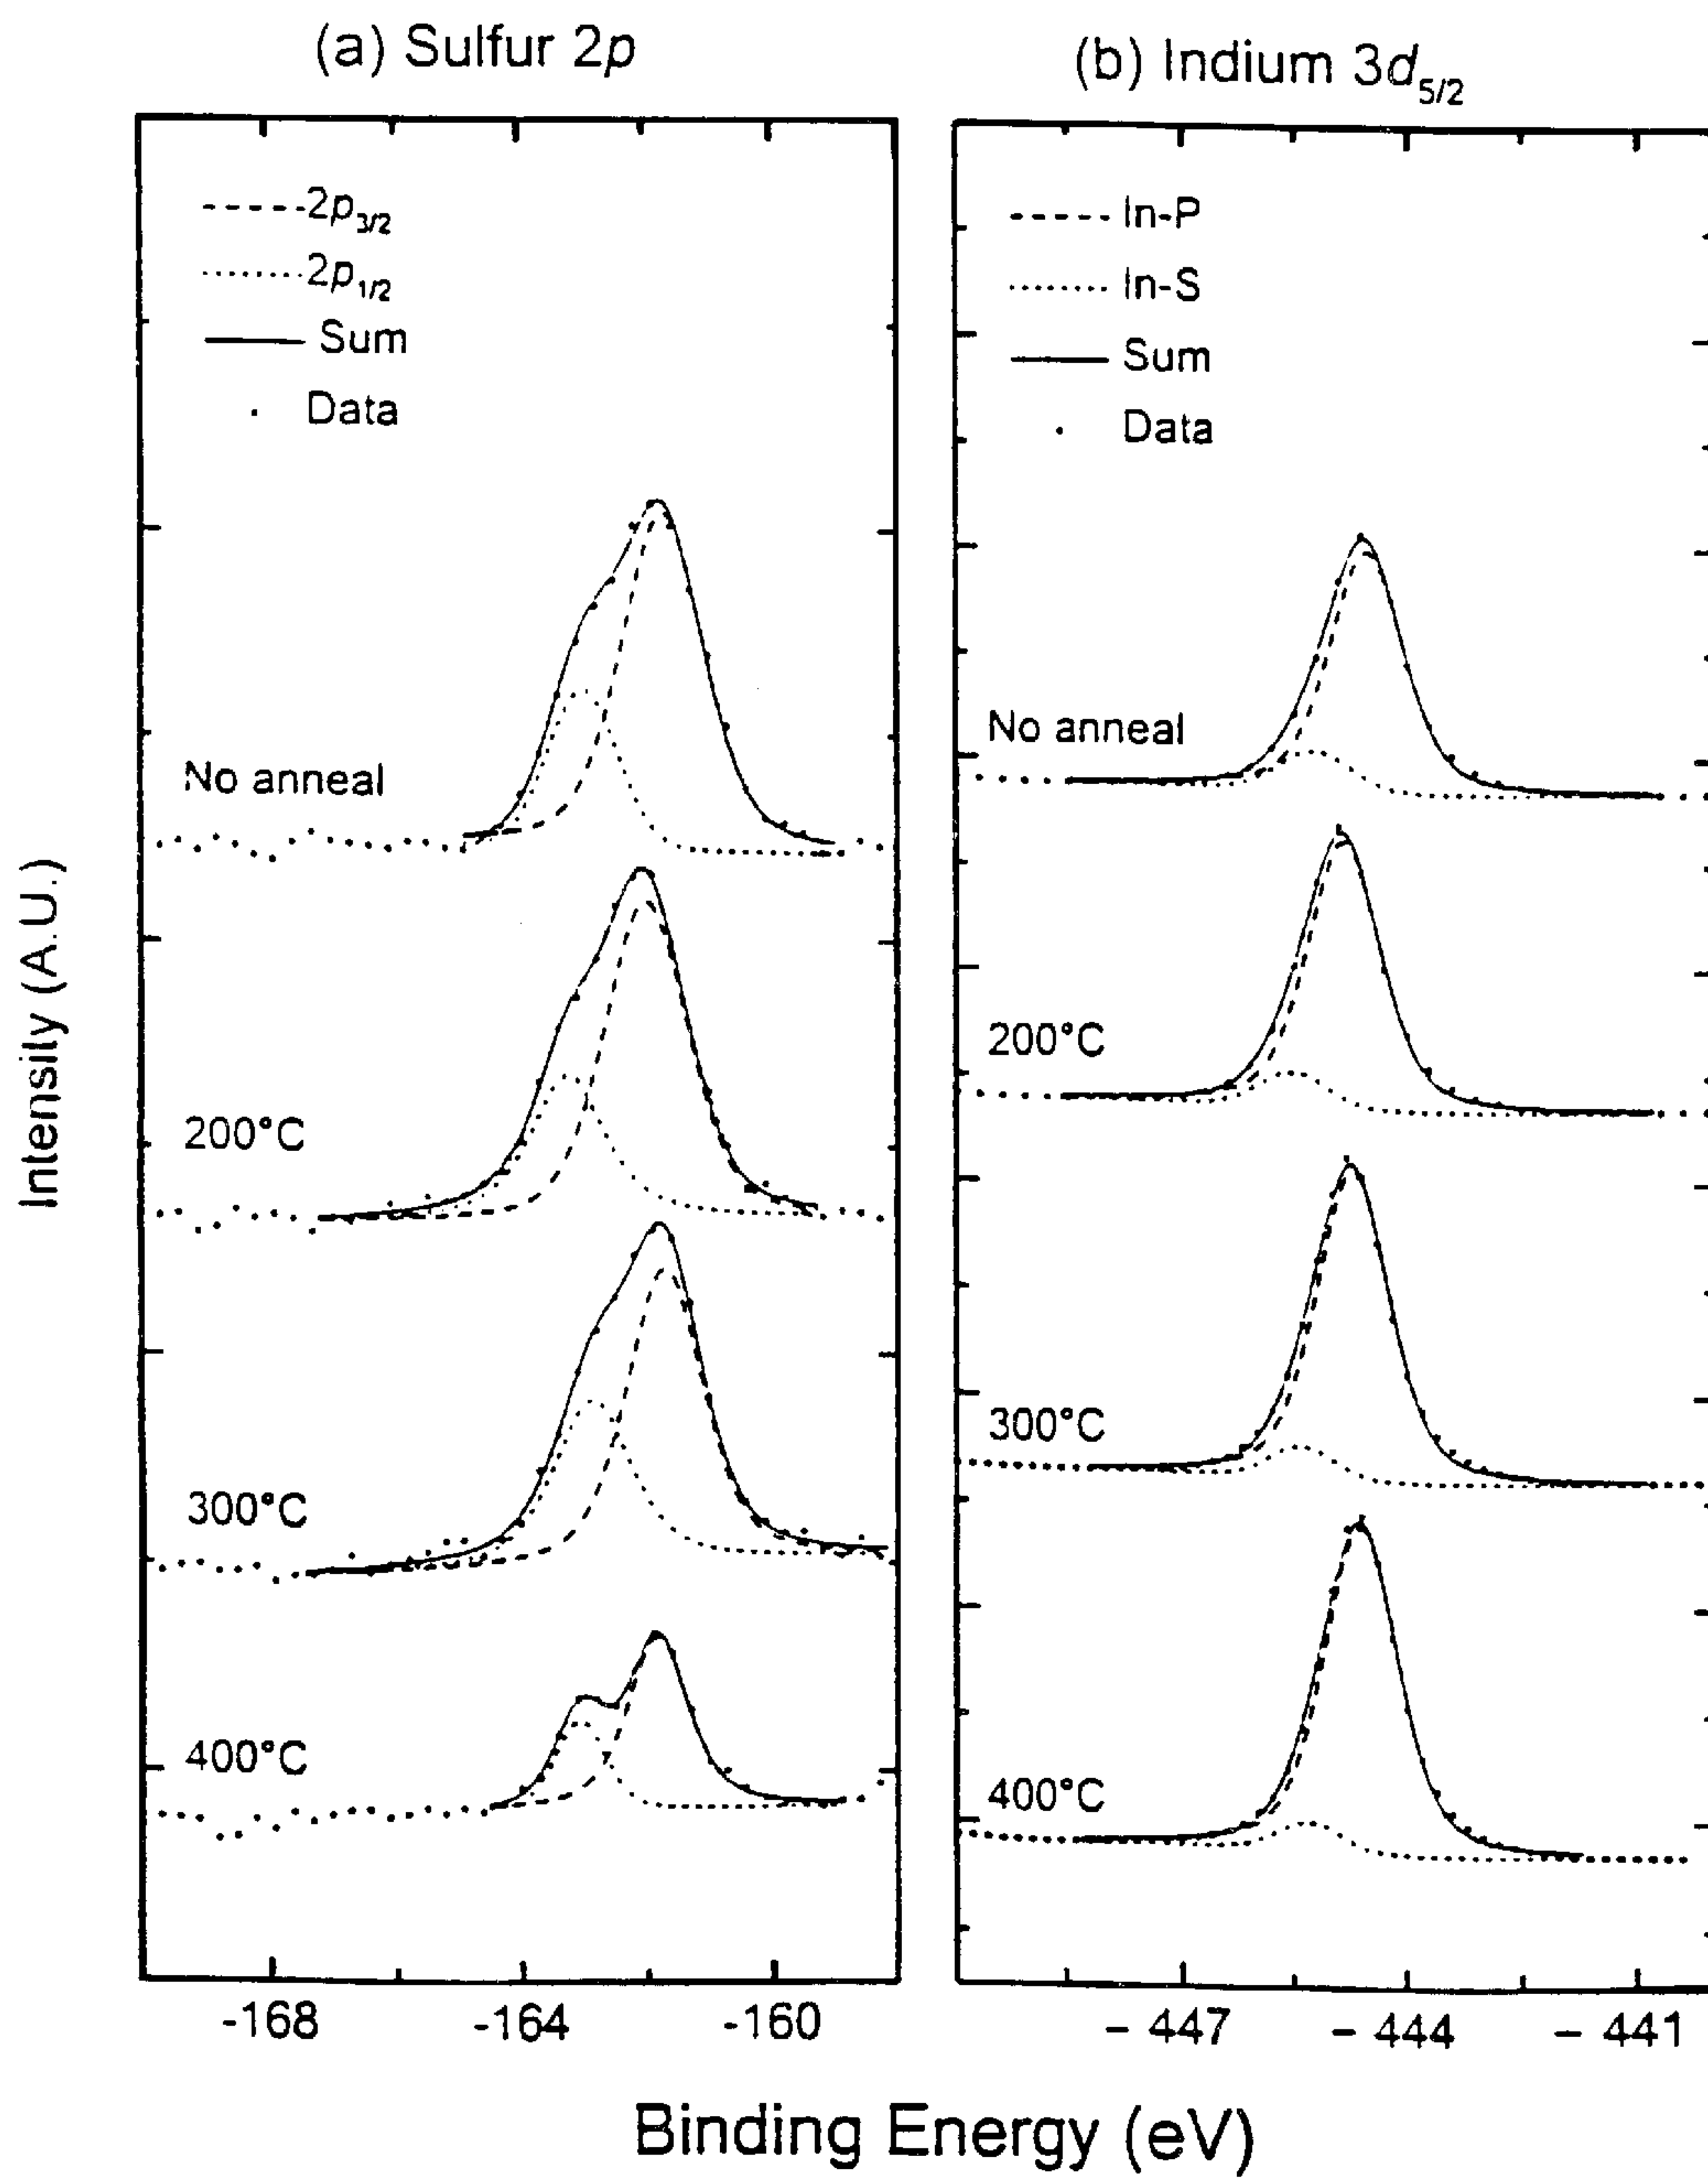 (a) Sulfur 2p
2p3/2
2p1/2
Sum
Data
No anneal
200°C
300°C
400°C
-168 -164 -160
(b) Indium 3d5/2
In-P
In-S
Sum
Data
No anneal
200°C
300°C
400°C
- 447 - 444 - 441
Intensity (A.U.)
Binding Energy (eV)